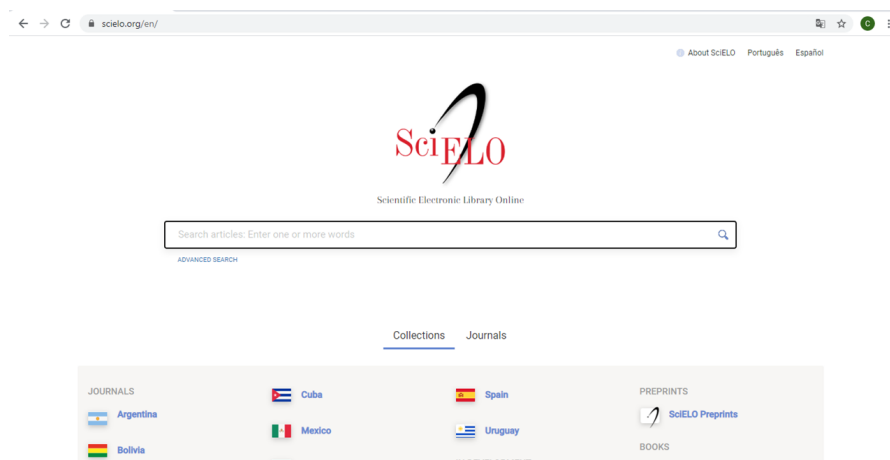 scielo.org/en/
C
About SciELO Português Español
SciELO
Scientific Electronic Library Online
Search articles: Enter one or more words
ADVANCED SEARCH
Collections Journals
JOURNALS
Argentina
Bolivia
Cuba
Mexico
Spain
Uruguay
PREPRINTS
SciELO Preprints
BOOKS